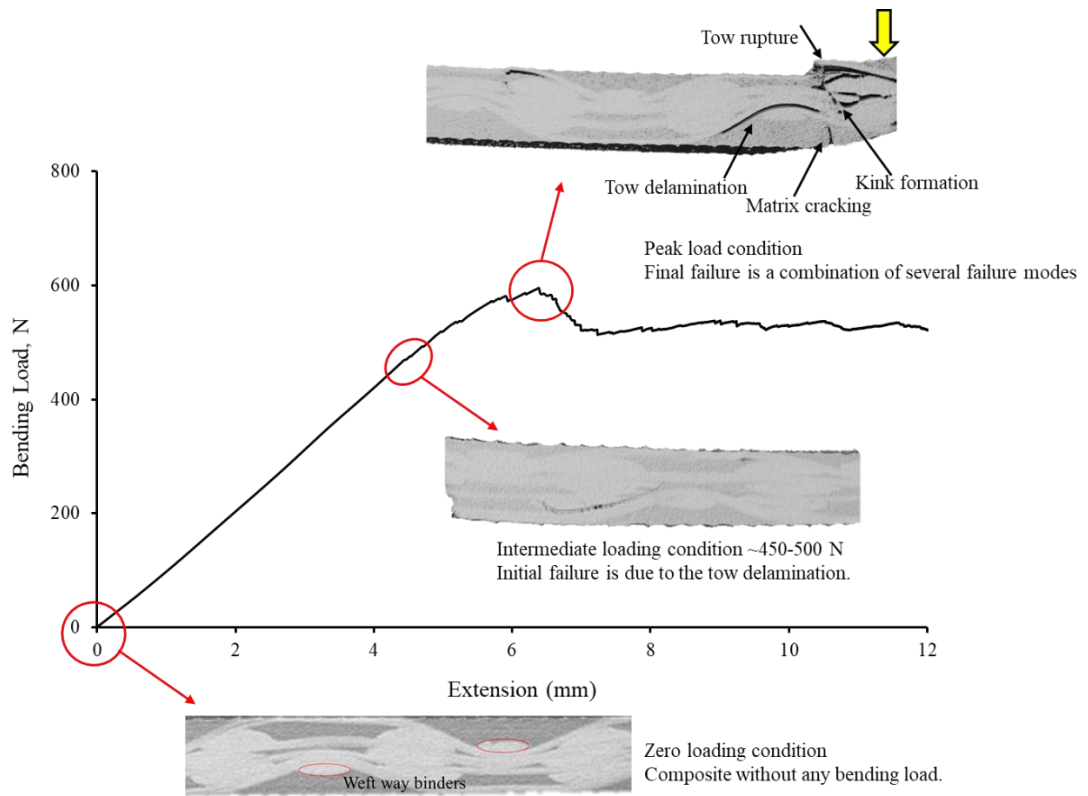 Tow rupture
Tow delamination
Matrix cracking
Kink formation
Peak load condition
Final failure is a combination of several failure modes
800
600
400
200
0
Bending Load, N
Intermediate loading condition ~450-500 N
Initial failure is due to the tow delamination.
0 2 4 6 8 10 12
Extension (mm)
Weft way binders
Zero loading condition
Composite without any bending load.